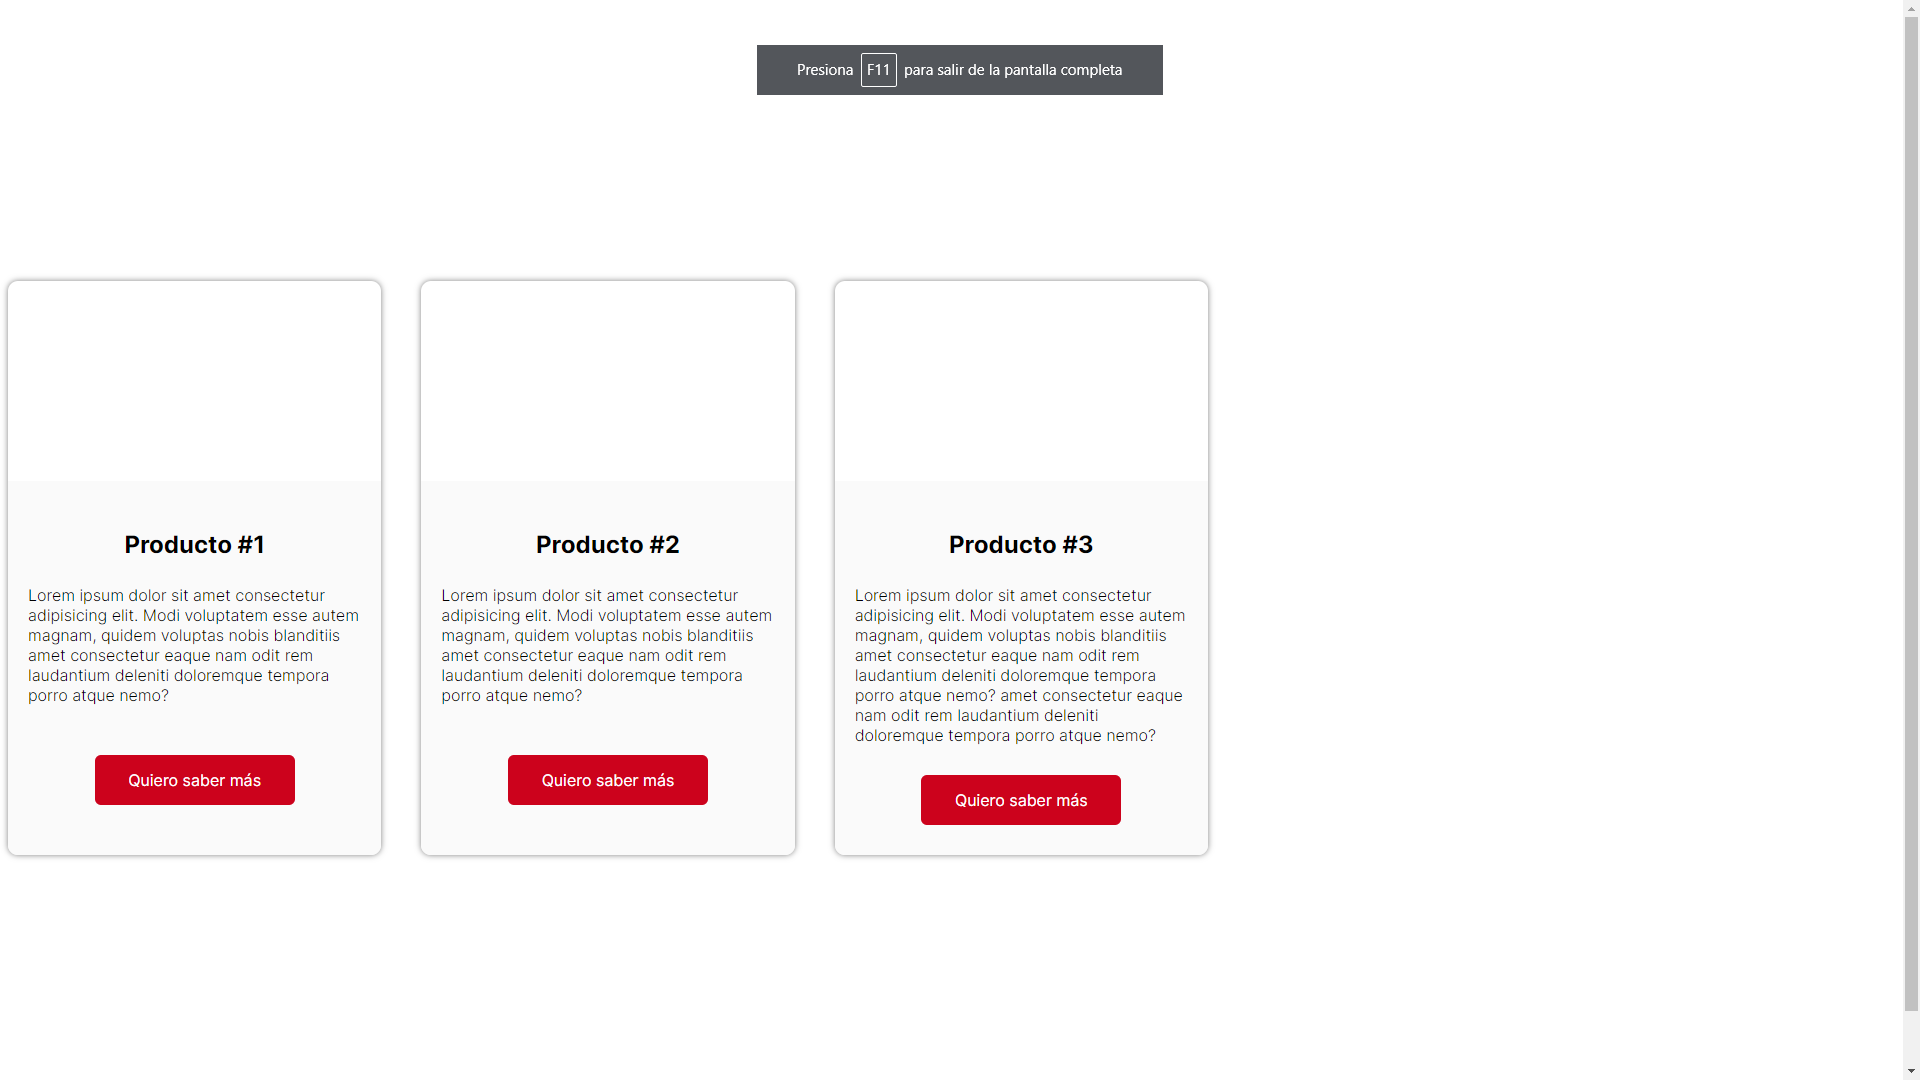 Presiona F11 para salir de la pantalla completa
Producto #1
Lorem ipsum dolor sit amet consectetur
adipisicing elit. Modi voluptatem esse autem
magnam, quidem voluptas nobis blanditiis
amet consectetur eaque nam odit rem
laudantium deleniti doloremque tempora
porro atque nemo?
Quiero saber más
Producto #2
Lorem ipsum dolor sit amet consectetur
adipisicing elit. Modi voluptatem esse autem
magnam, quidem voluptas nobis blanditiis
amet consectetur eaque nam odit rem
laudantium deleniti doloremque tempora
porro atque nemo?
Quiero saber más
Producto #3
Lorem ipsum dolor sit amet consectetur
adipisicing elit. Modi voluptatem esse autem
magnam, quidem voluptas nobis blanditiis
amet consectetur eaque nam odit rem
laudantium deleniti doloremque tempora
porro atque nemo? amet consectetur eaque
nam odit rem laudantium deleniti
doloremque tempora porro atque nemo?
Quiero saber más